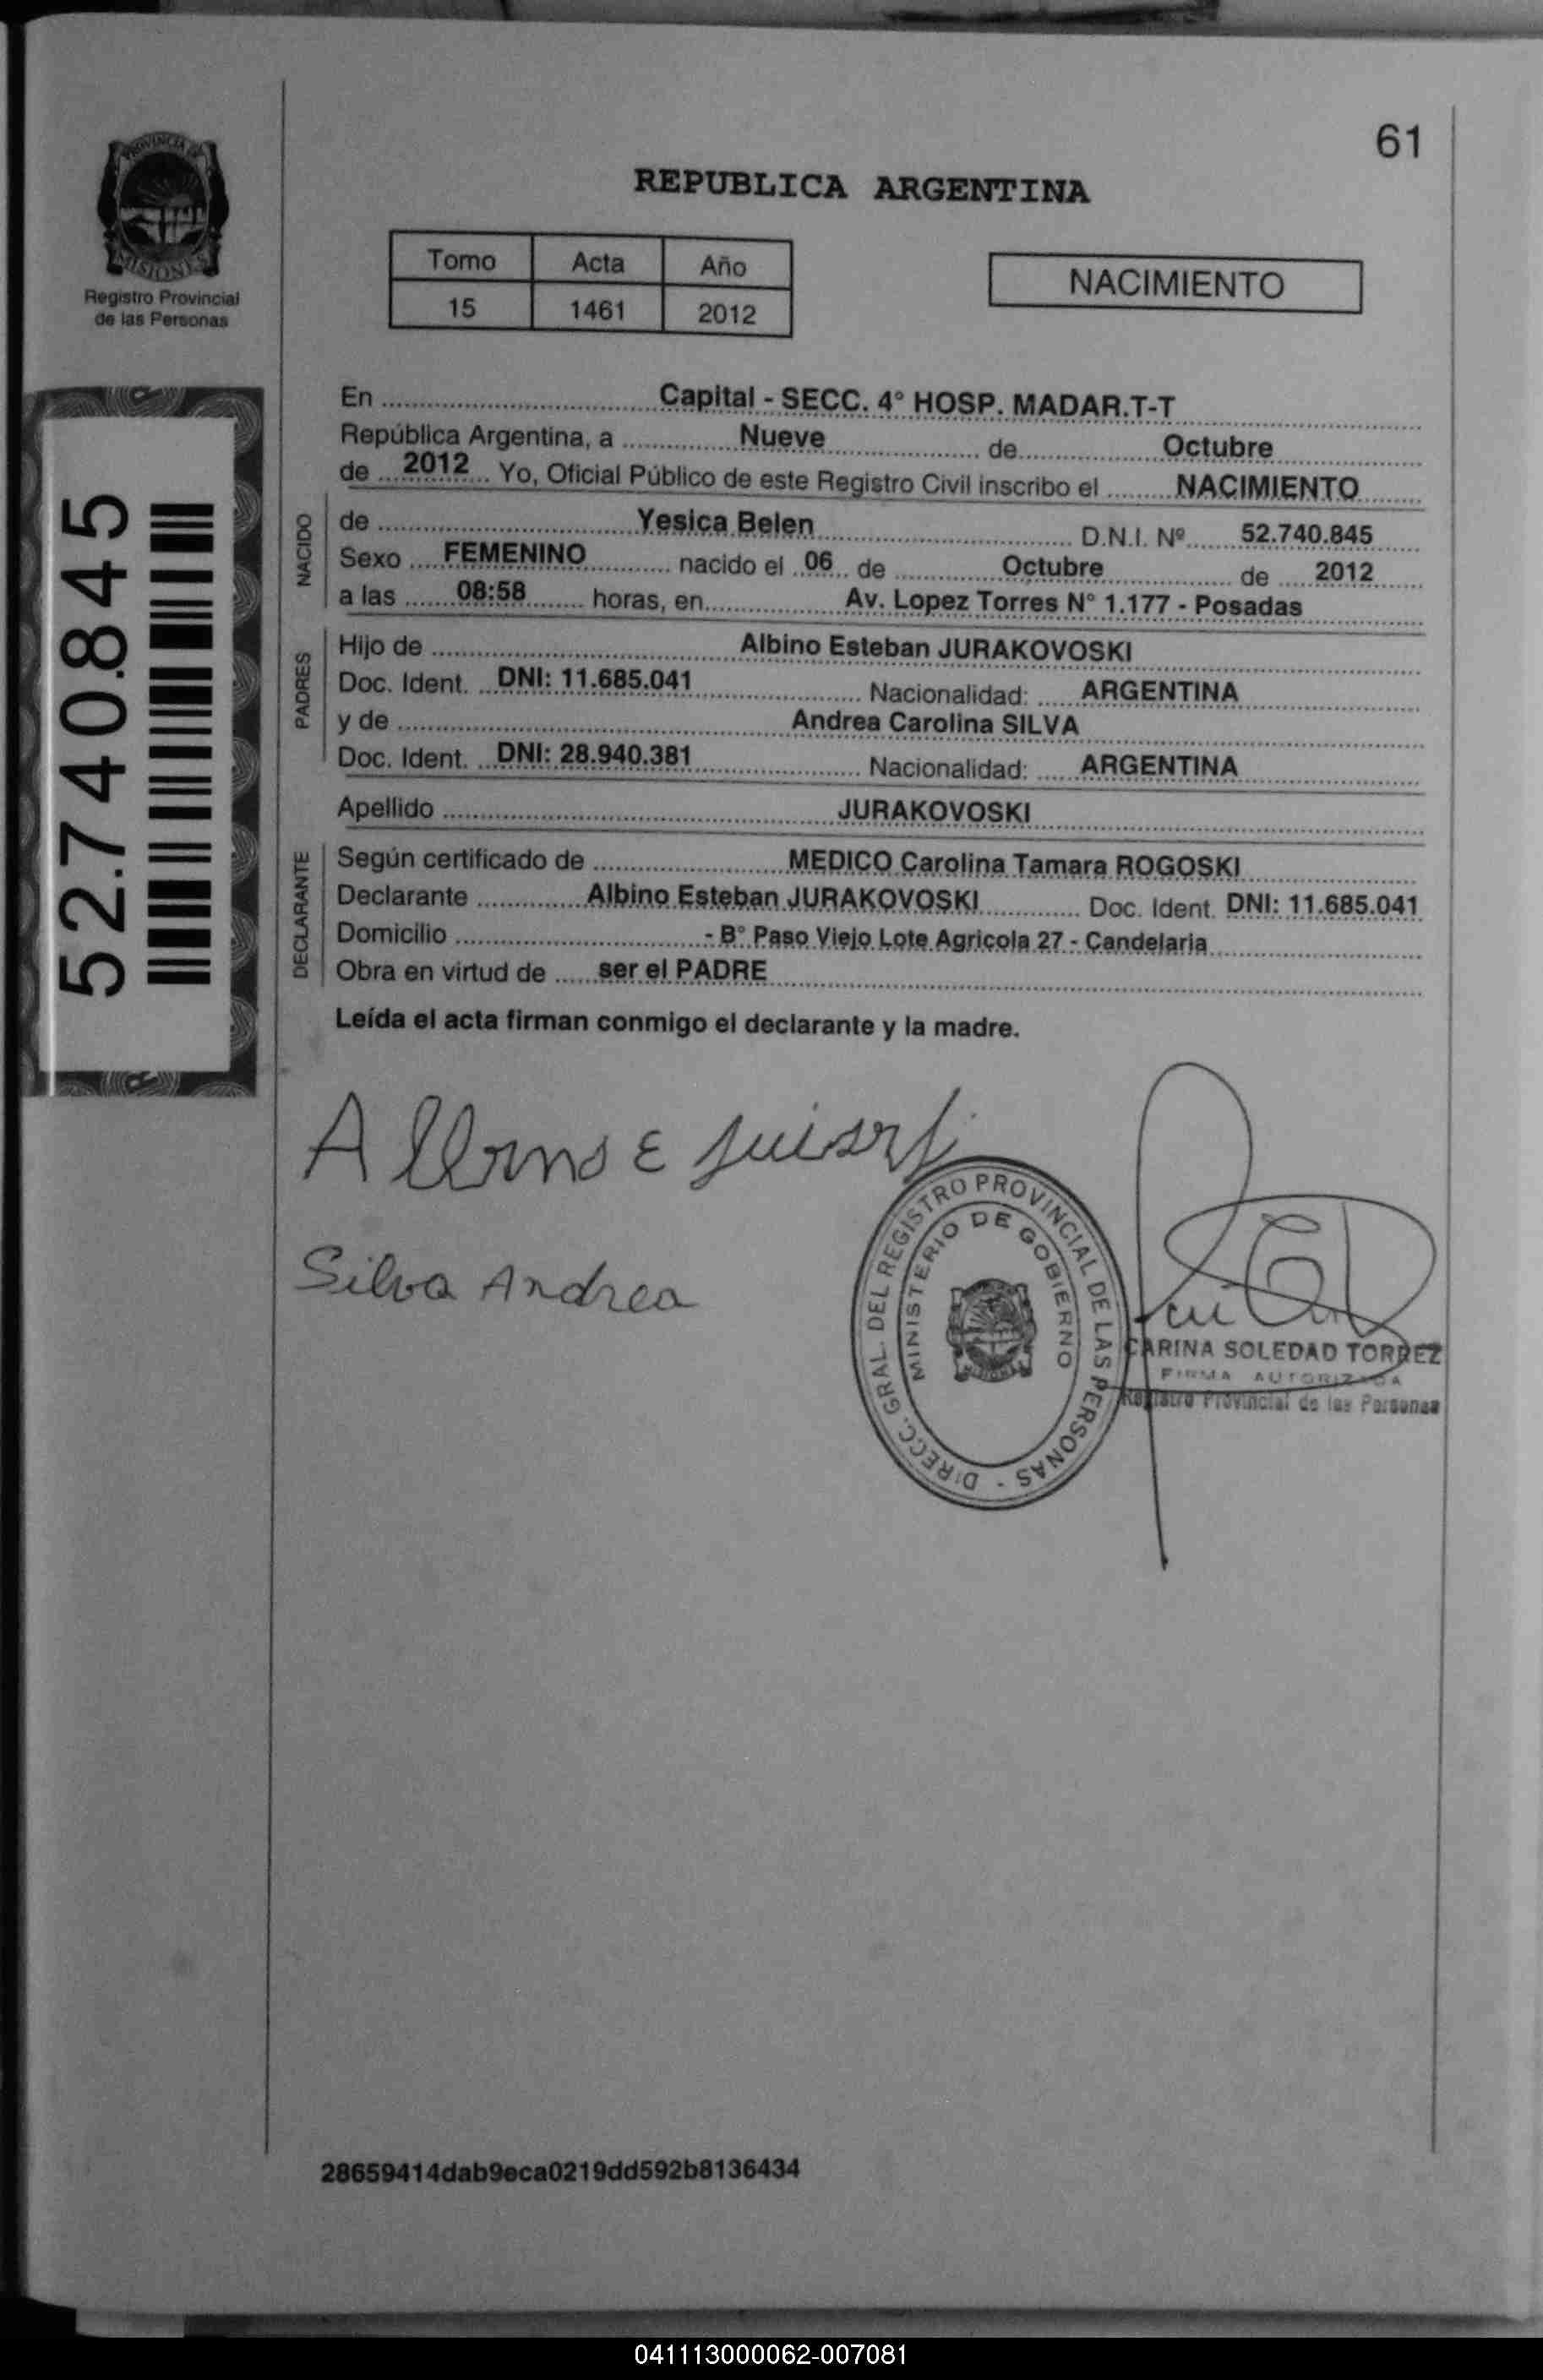 61
PROVINCIA DE
MISIONES
Registro Provincial
de las Personas
REPUBLICA ARGENTINA
Tomo Acta Año
15 1461 2012
NACIMIENTO
52.740.845
En Capital - SECC. 4° HOSP. MADAR.T-T
República Argentina, a Nueve de Octubre
de 2012 Yo, Oficial Público de este Registro Civil inscribo el NACIMIENTO
NACIDO
de Yesica Belen D.N.I. Nº 52.740.845
Sexo FEMENINO nacido el 06 de Octubre de 2012
a las 08:58 horas, en Av. Lopez Torres N° 1.177 - Posadas
PADRES
Hijo de Albino Esteban JURAKOVOSKI
Doc. Ident. DNI: 11.685.041 Nacionalidad: ARGENTINA
y de Andrea Carolina SILVA
Doc. Ident. DNI: 28.940.381 Nacionalidad: ARGENTINA
Apellido JURAKOVOSKI
DECLARANTE
Según certificado de MEDICO Carolina Tamara ROGOSKI
Declarante Albino Esteban JURAKOVOSKI Doc. Ident. DNI: 11.685.041
Domicilio - B° Paso Viejo Lote Agricola 27 - Candelaria
Obra en virtud de ser el PADRE
Leída el acta firman conmigo el declarante y la madre.
Silva Andrea
DIRECC. GRAL. DEL REGISTRO PROVINCIAL DE LAS PERSONAS -
MINISTERIO DE GOBIERNO
CARINA SOLEDAD TORREZ
FIRMA AUTORIZADA
Registro Provincial de las Personas
28659414dab9eca0219dd592b8136434
041113000062-007081